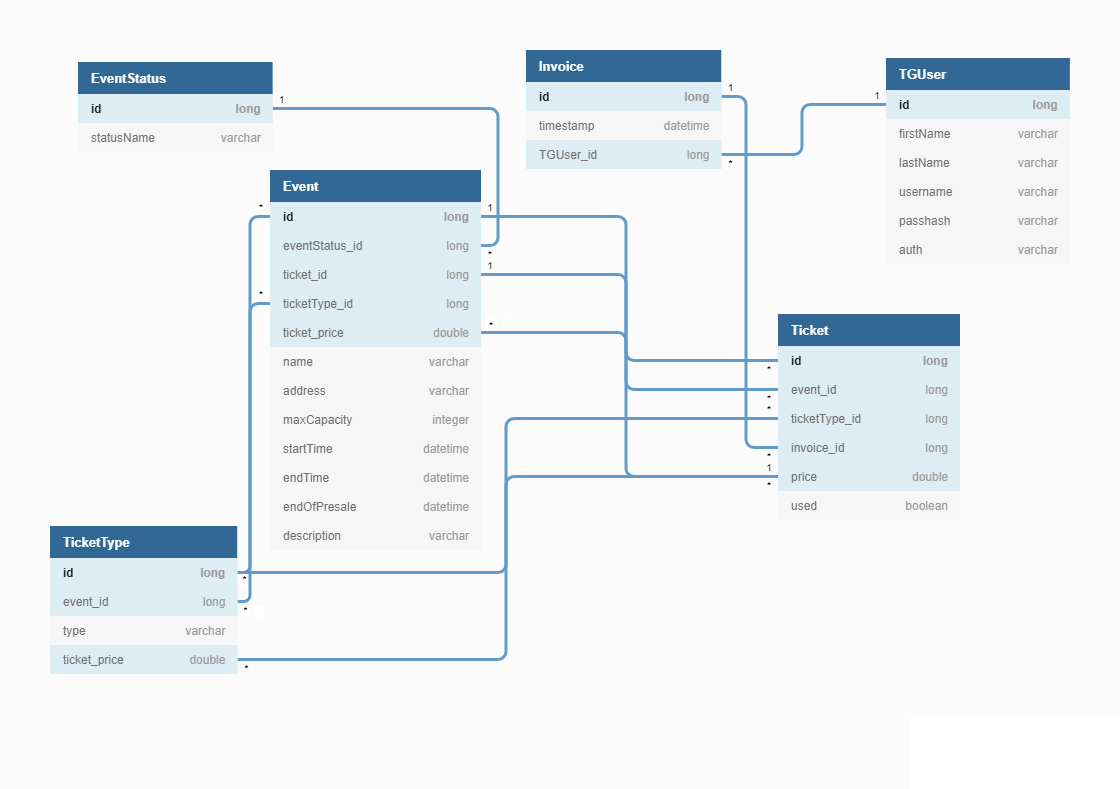 EventStatus
id long
statusName varchar
1
Invoice
id long
timestamp datetime
TGUser_id long
1
*
TGUser
id long
firstName varchar
lastName varchar
username varchar
passhash varchar
auth varchar
1
Event
id long
eventStatus_id long
ticket_id long
ticketType_id long
ticket_price double
name varchar
address varchar
maxCapacity integer
startTime datetime
endTime datetime
endOfPresale datetime
description varchar
*
1
*
1
*
*
Ticket
id long
event_id long
ticketType_id long
invoice_id long
price double
used boolean
*
*
*
*
1
*
TicketType
id long
event_id long
type varchar
ticket_price double
*
*
*